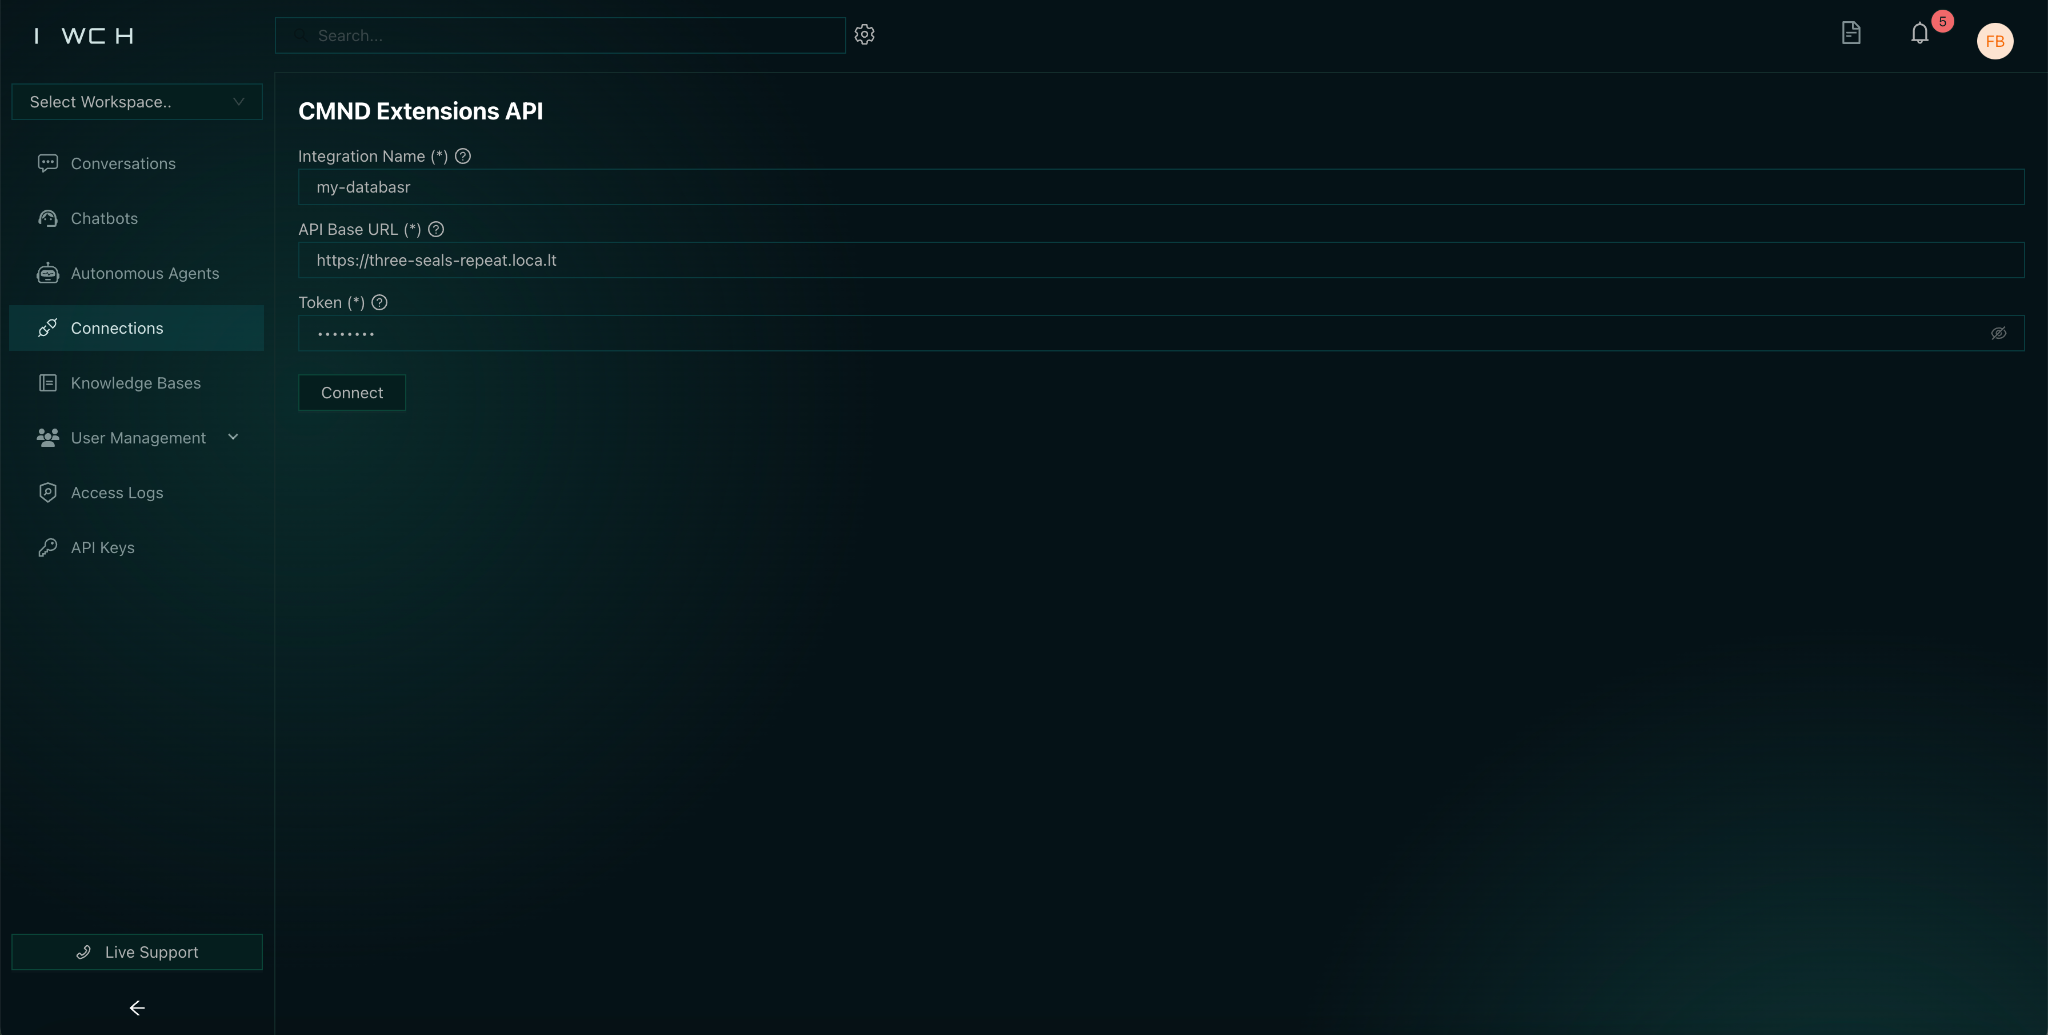 I WCH
Search...
5
FB
Select Workspace..
Conversations
Chatbots
Autonomous Agents
Connections
Knowledge Bases
User Management
Access Logs
API Keys
Live Support
CMND Extensions API
Integration Name (*)
my-databasr
API Base URL (*)
https://three-seals-repeat.loca.lt
Token (*)
••••••••
Connect